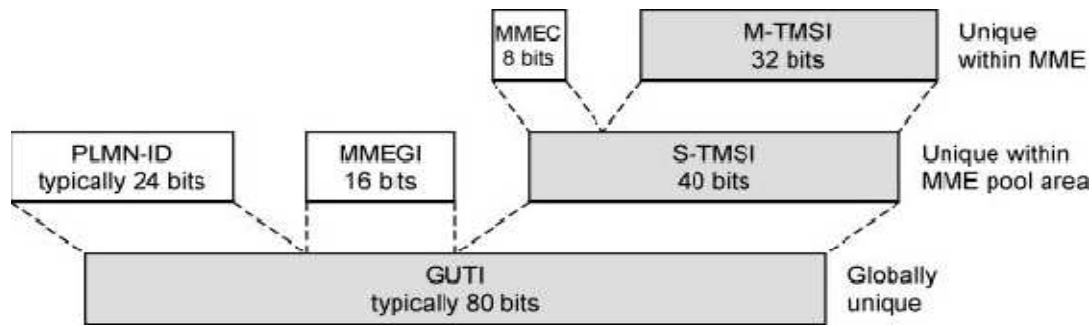 MMEC
8 bits
M-TMSI
32 bits
Unique
within MME
PLMN-ID
typically 24 bits
MMEGI
16 bits
S-TMSI
40 bits
Unique within
MME pool area
GUTI
typically 80 bits
Globally
unique